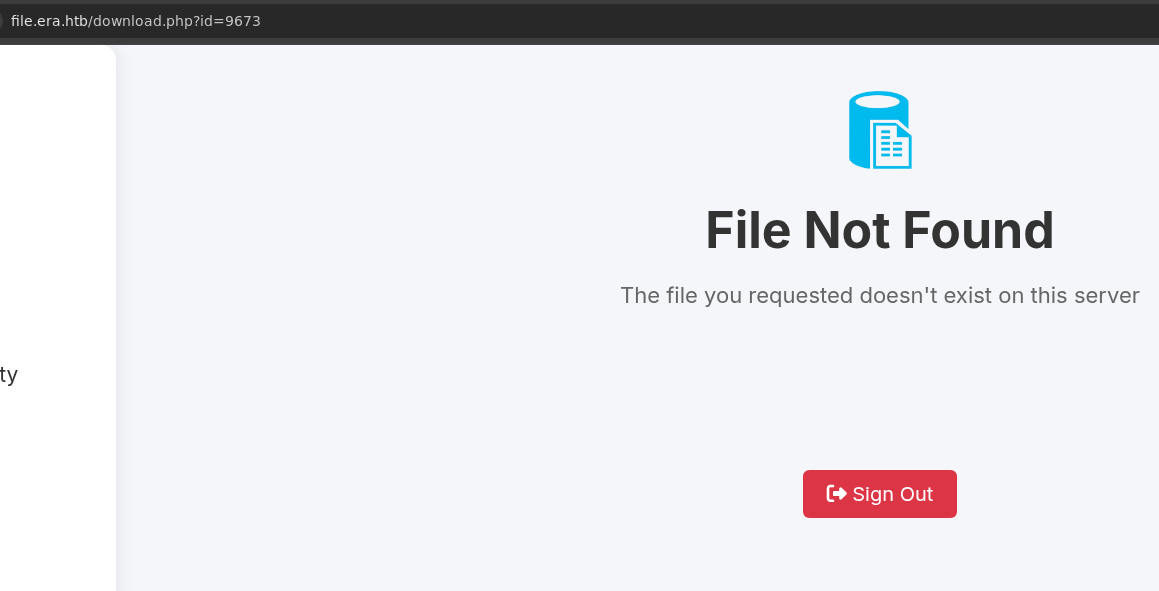 file.era.htb/download.php?id=9673
File Not Found
The file you requested doesn't exist on this server
ty
Sign Out